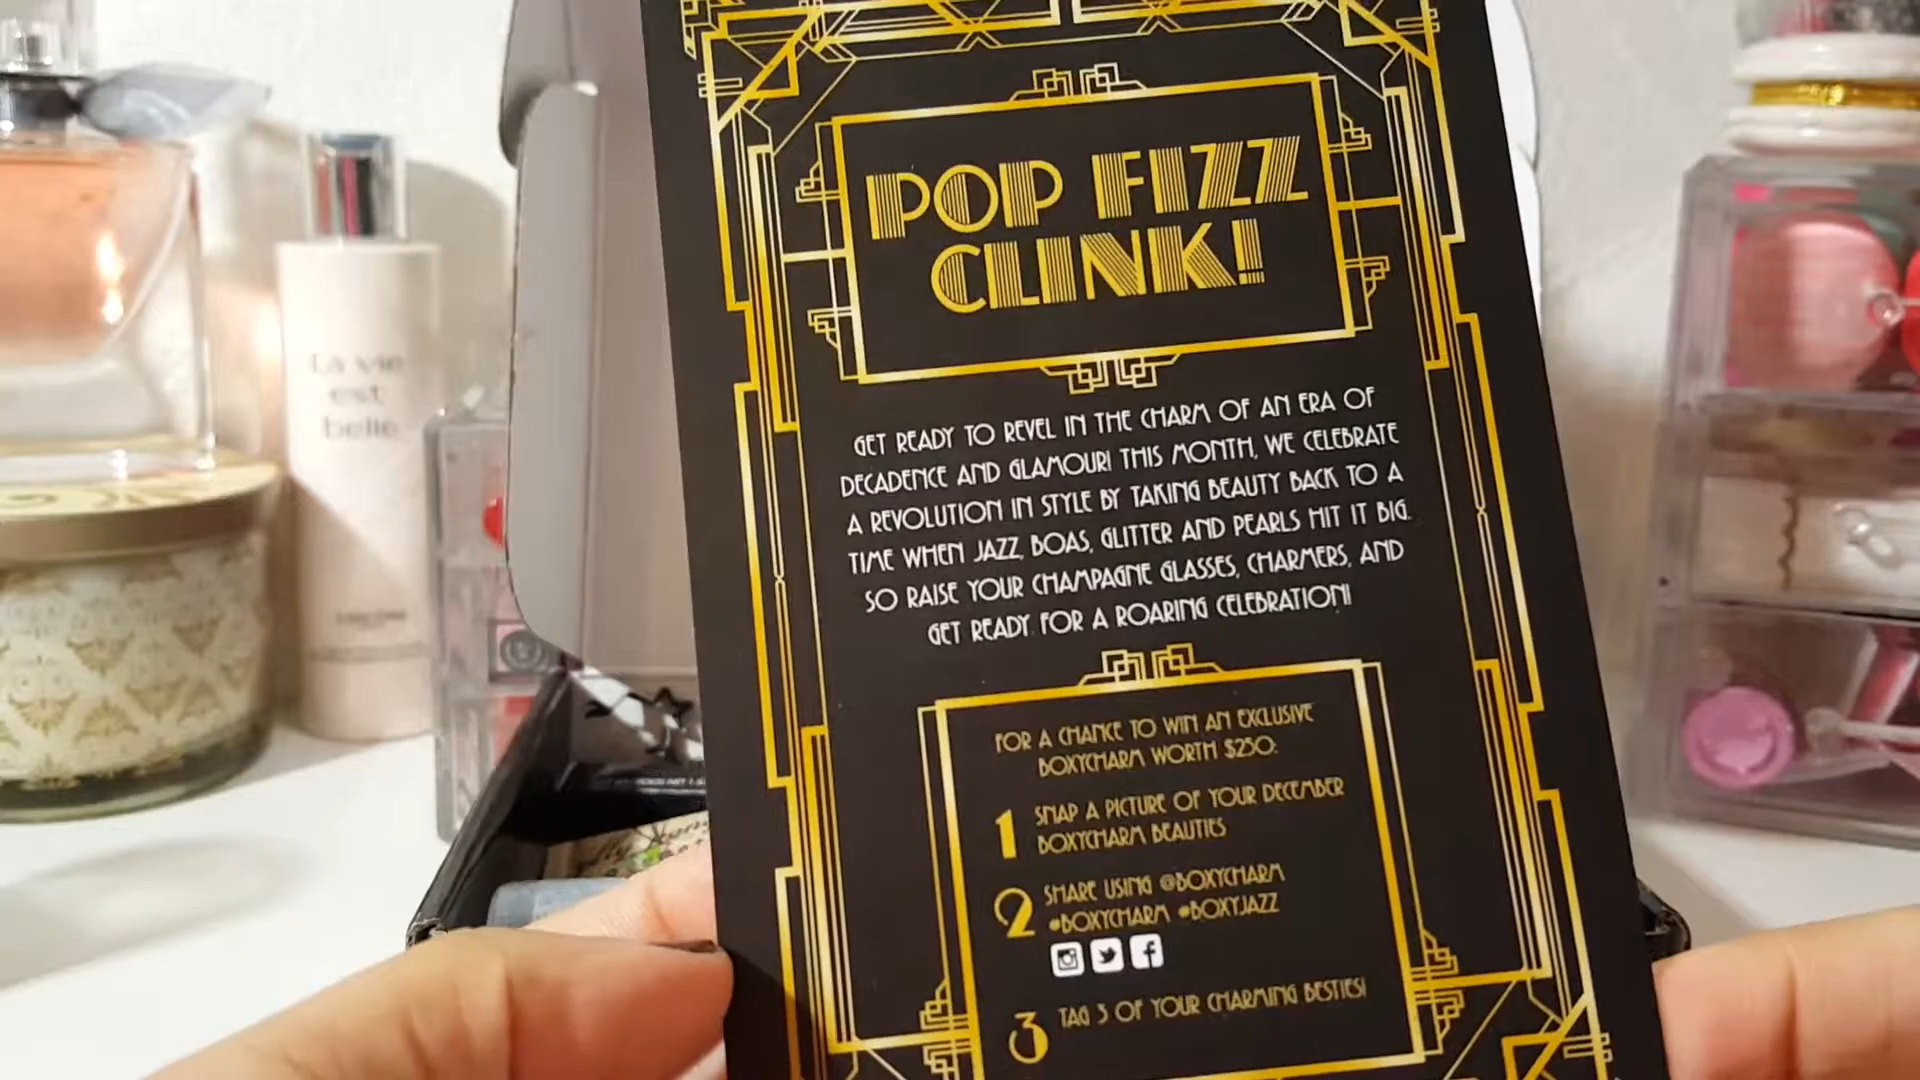 POP FIZZ
CLINK!
GET READY TO REVEL IN THE CHARM OF AN ERA OF
DECADENCE AND GLAMOUR! THIS MONTH, WE CELEBRATE
A REVOLUTION IN STYLE BY TAKING BEAUTY BACK TO A
TIME WHEN JAZZ, BOAS, GLITTER AND PEARLS HIT IT BIG.
SO RAISE YOUR CHAMPAGNE GLASSES, CHARMERS, AND
GET READY FOR A ROARING CELEBRATION!
FOR A CHANCE TO WIN AN EXCLUSIVE
BOXYCHARM WORTH $250:
1 SNAP A PICTURE OF YOUR DECEMBER
BOXYCHARM BEAUTIES
2 SHARE USING @BOXYCHARM
#BOXYCHARM #BOXYJAZZ
3 TAG 3 OF YOUR CHARMING BESTIES!
La vie
est
belle